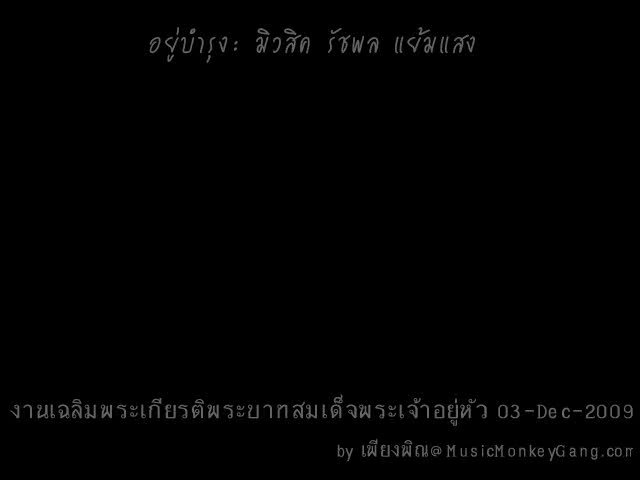 อยู่บำรุง: มิวสิค รัชพล แย้มแสง
งานเฉลิมพระเกียรติพระบาทสมเด็จพระเจ้าอยู่หัว 03-Dec-2009
by เพียงพิณ@MusicMonkeyGang.com